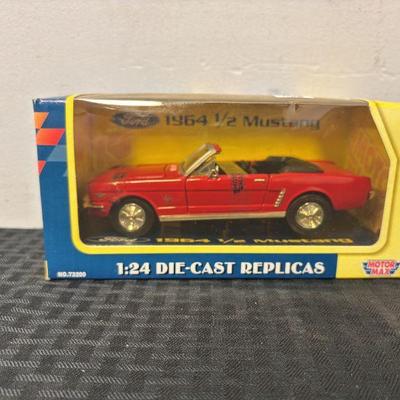 Ford 1964 1/2 Mustang
Ford 1964 1/2 Mustang
1:24 DIE-CAST REPLICAS
NO.73200
MOTOR
MAX